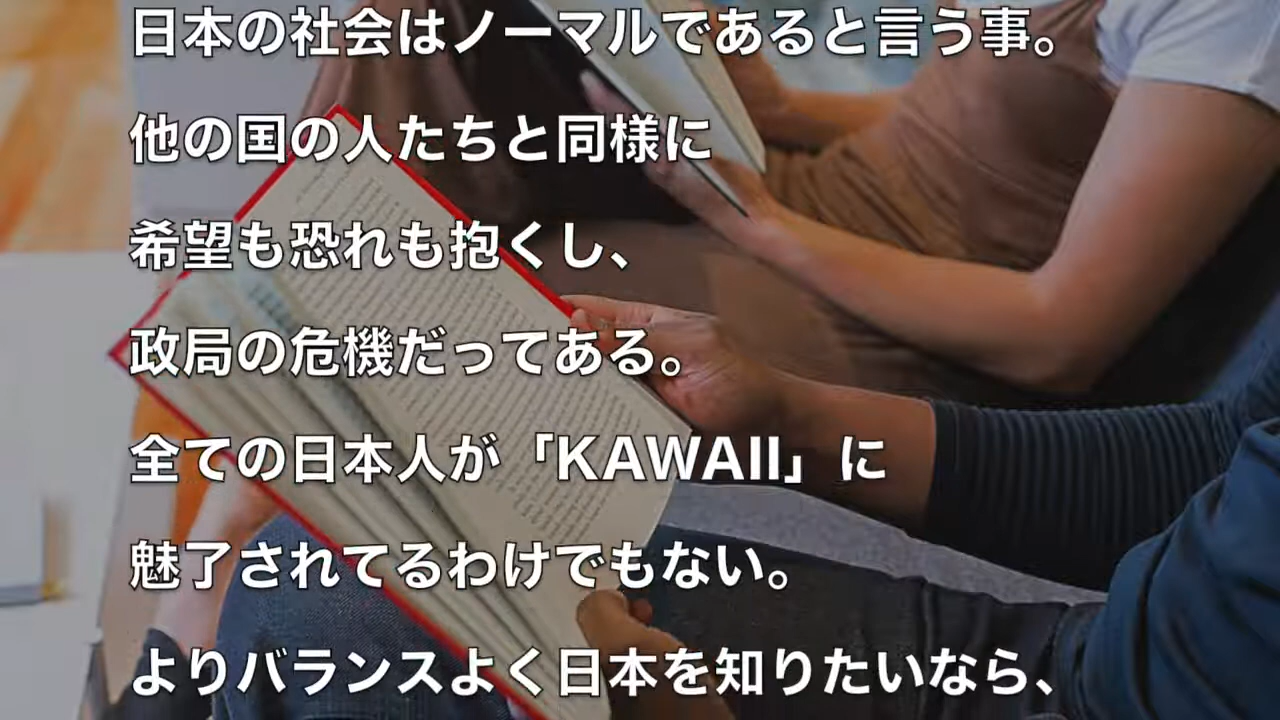 日本の社会はノーマルであると言う事。
他の国の人たちと同様に
希望も恐れも抱くし、
政局の危機だってある。
全ての日本人が「KAWAII」に
魅了されてるわけでもない。
よりバランスよく日本を知りたいなら、